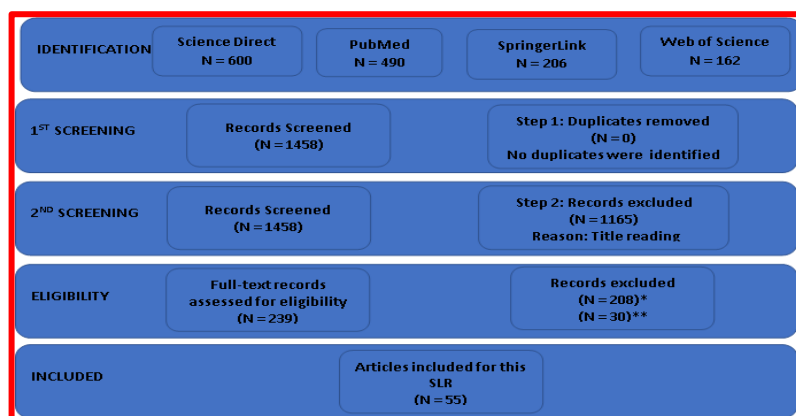 IDENTIFICATION
Science Direct
N = 600
PubMed
N = 490
SpringerLink
N = 206
Web of Science
N = 162
1ST SCREENING
Records Screened
(N = 1458)
Step 1: Duplicates removed
(N = 0)
No duplicates were identified
2ND SCREENING
Records Screened
(N = 1458)
Step 2: Records excluded
(N = 1165)
Reason: Title reading
ELIGIBILITY
Full-text records
assessed for eligibility
(N = 239)
Records excluded
(N = 208)*
(N = 30)**
INCLUDED
Articles included for this
SLR
(N = 55)